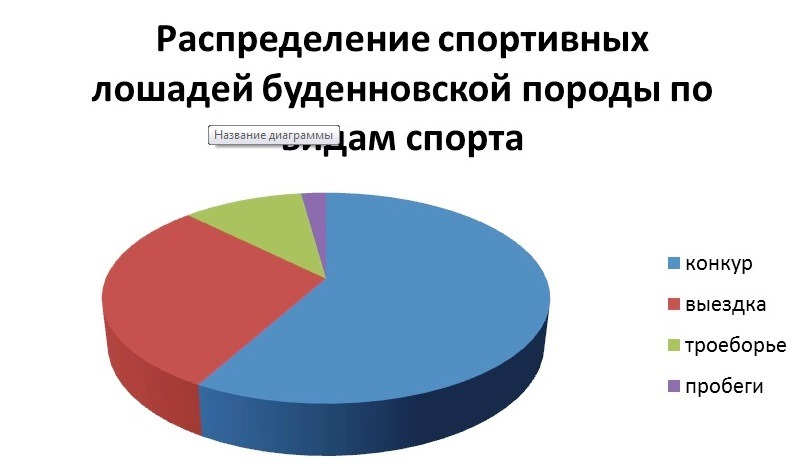 Распределение спортивных
лошадей буденновской породы по
видам спорта
Название диаграммы
конкур
выездка
троеборье
пробеги